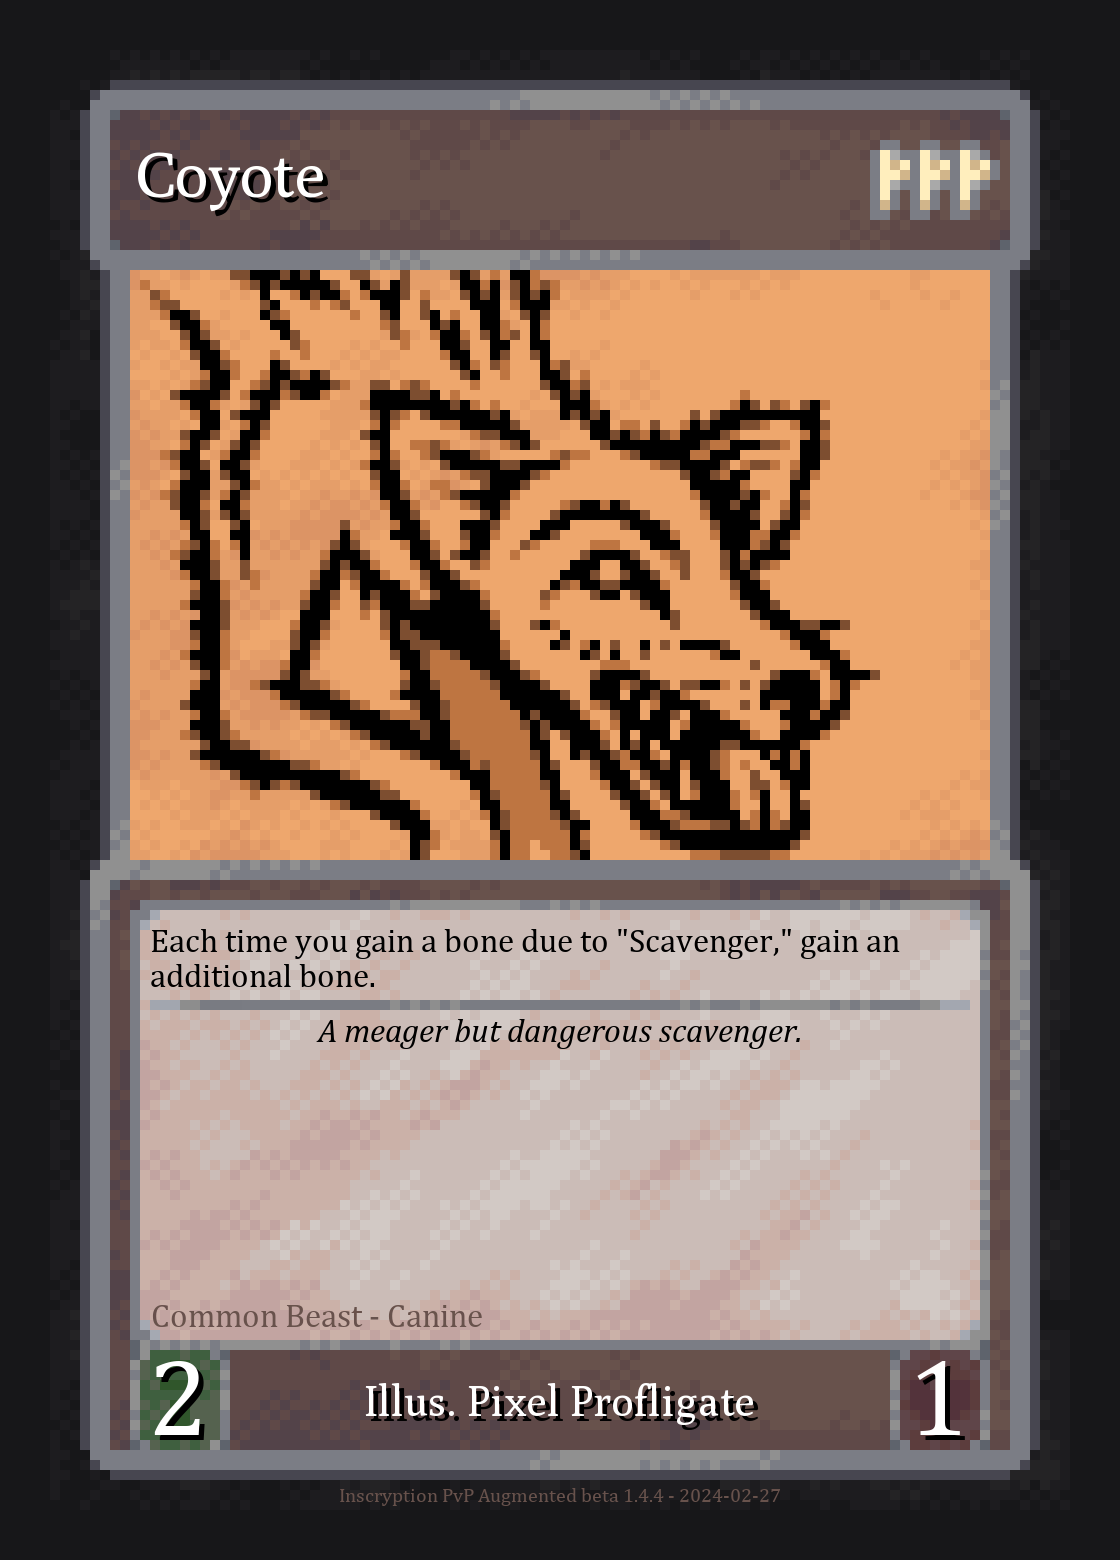 Coyote
Each time you gain a bone due to "Scavenger," gain an
additional bone.
A meager but dangerous scavenger.
Common Beast - Canine
2
Illus. Pixel Profligate
1
Inscryption PvP Augmented beta 1.4.4 - 2024-02-27